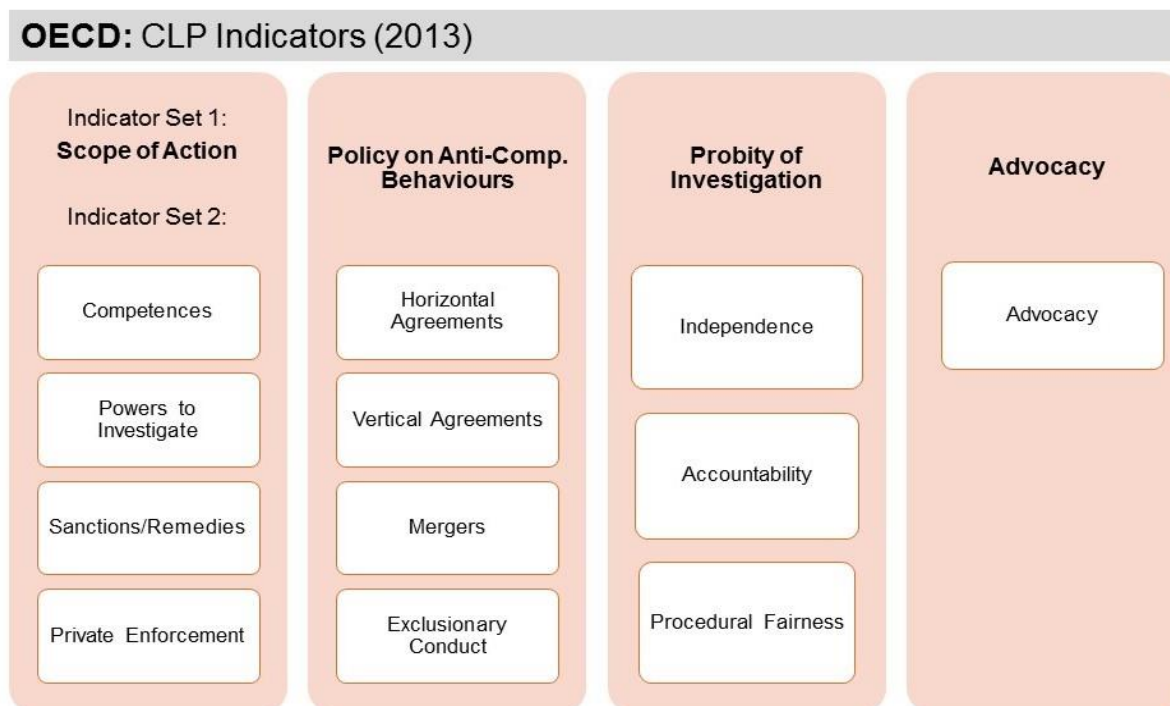 OECD: CLP Indicators (2013)
Indicator Set 1:
Scope of Action
Indicator Set 2:
Competences
Powers to
Investigate
Sanctions/Remedies
Private Enforcement
Policy on Anti-Comp.
Behaviours
Horizontal
Agreements
Vertical Agreements
Mergers
Exclusionary
Conduct
Probity of
Investigation
Independence
Accountability
Procedural Fairness
Advocacy
Advocacy